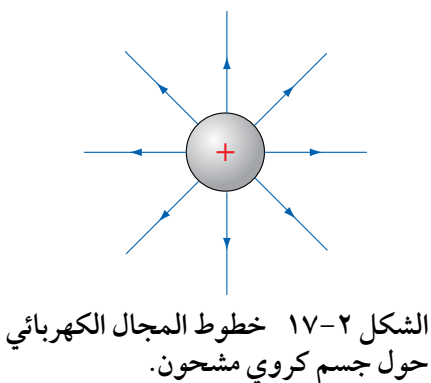 +
الشكل ٢-١٧ خطوط المجال الكهربائي
حول جسم كروي مشحون.